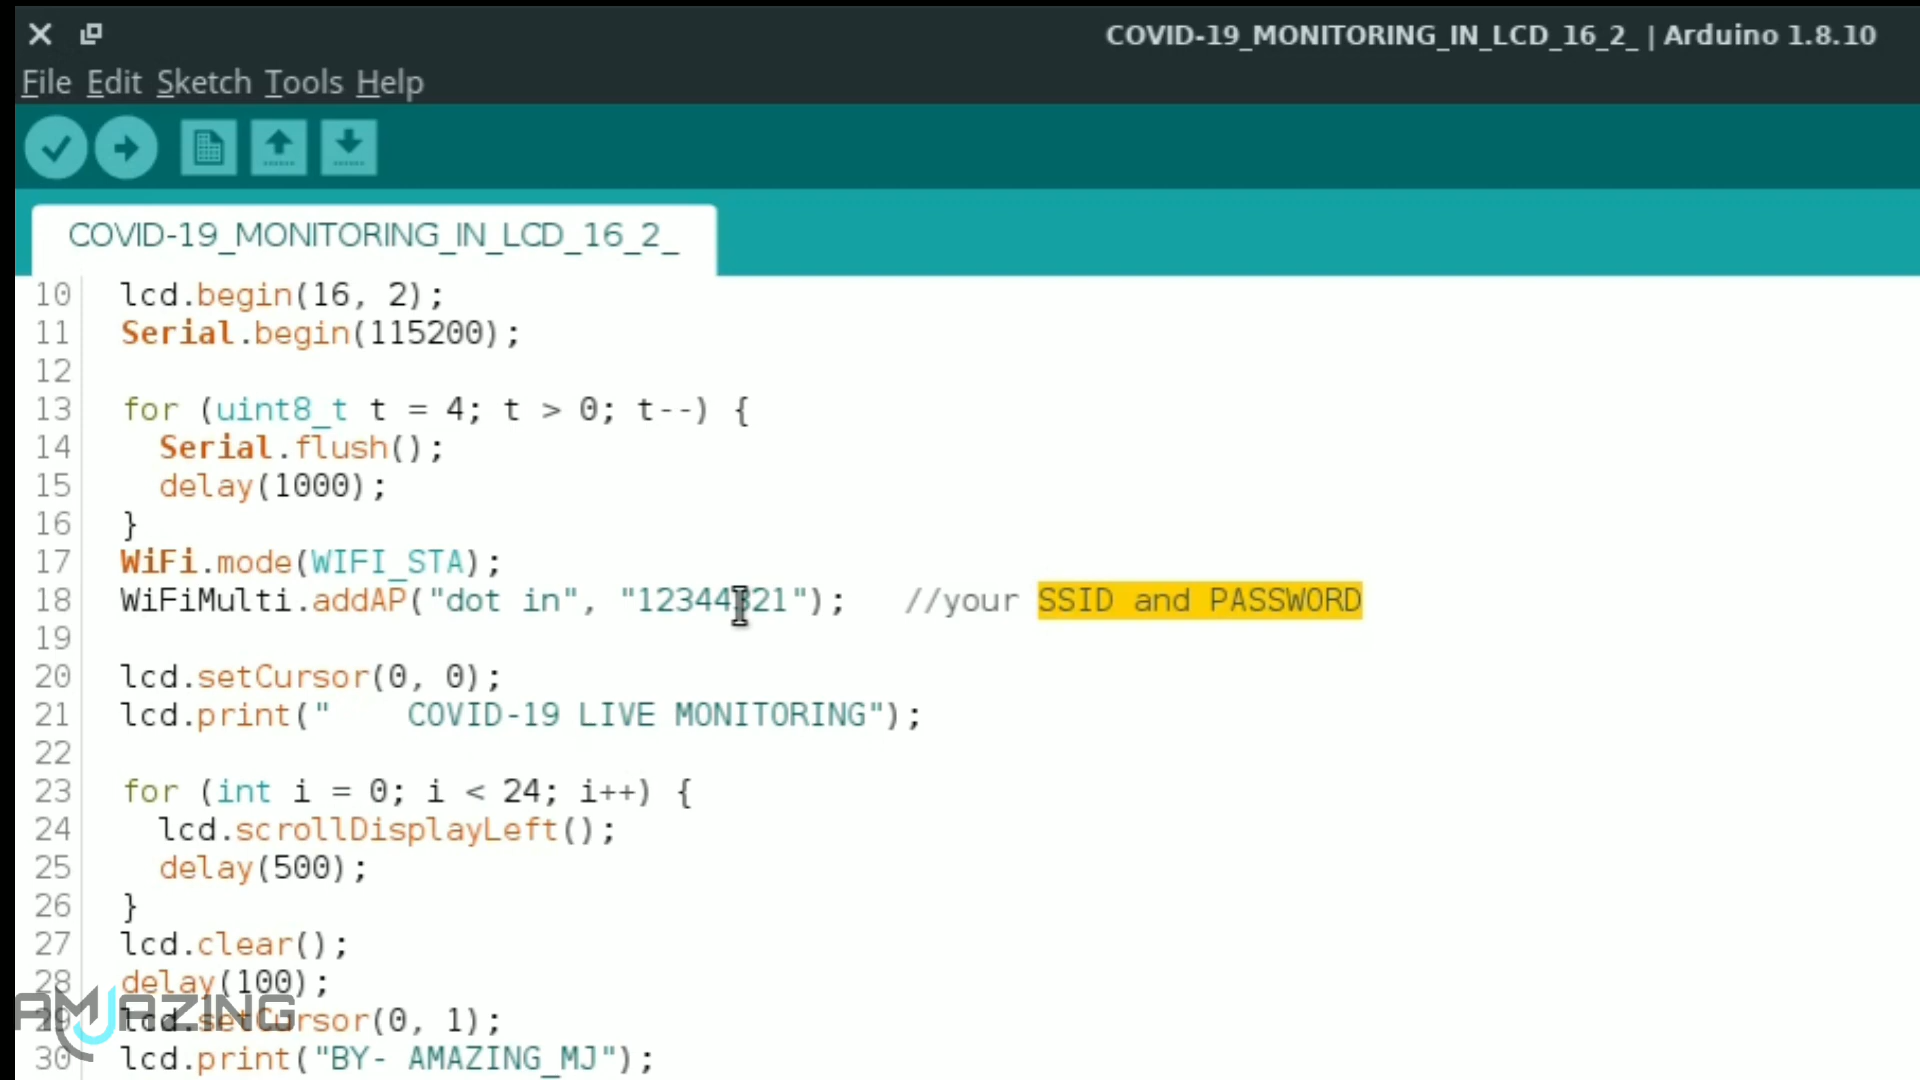 COVID-19_MONITORING_IN_LCD_16_2_ | Arduino 1.8.10
File Edit Sketch Tools Help
COVID-19_MONITORING_IN_LCD_16_2_
10 lcd.begin(16, 2);
11 Serial.begin(115200);
12
13 for (uint8_t t = 4; t > 0; t--) {
14 Serial.flush();
15 delay(1000);
16 }
17 WiFi.mode(WIFI_STA);
18 WiFiMulti.addAP("dot in", "12344321"); //your SSID and PASSWORD
19
20 lcd.setCursor(0, 0);
21 lcd.print("    COVID-19 LIVE MONITORING");
22
23 for (int i = 0; i < 24; i++) {
24 lcd.scrollDisplayLeft();
25 delay(500);
26 }
27 lcd.clear();
28 delay(100);
29 lcd.setCursor(0, 1);
30 lcd.print("BY- AMAZING_MJ");
AMJAZING